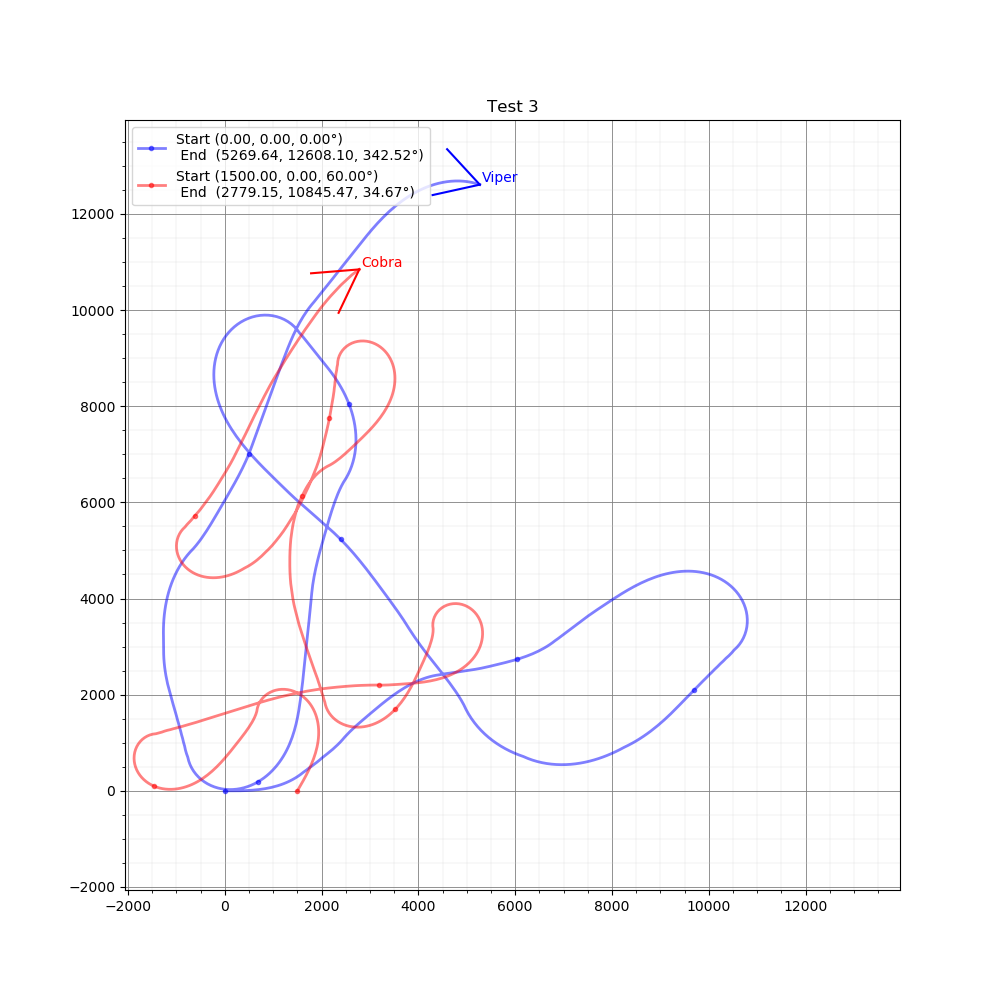 Test 3
Start (0.00, 0.00, 0.00°)
End  (5269.64, 12608.10, 342.52°)
Start (1500.00, 0.00, 60.00°)
End  (2779.15, 10845.47, 34.67°)
Viper
Cobra
12000
10000
8000
6000
4000
2000
0
−2000
−2000 0 2000 4000 6000 8000 10000 12000